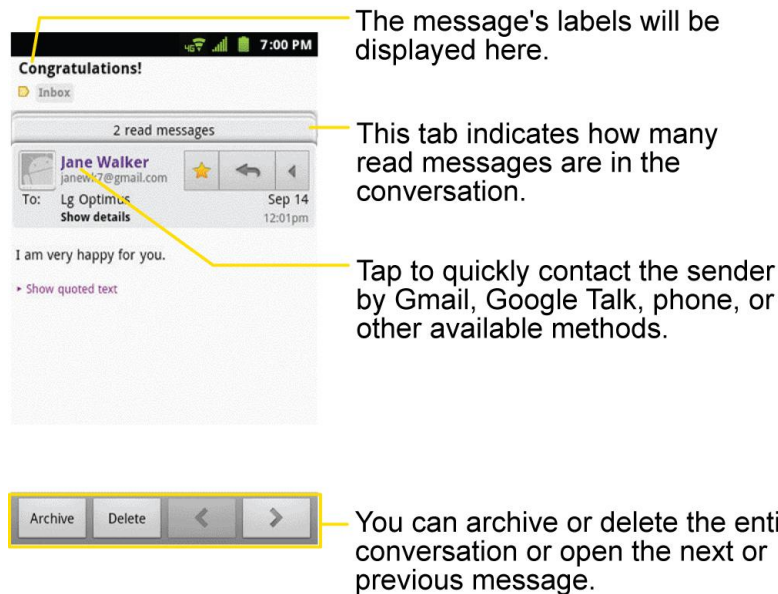 The message's labels will be
displayed here.
4G 7:00 PM
Congratulations!
Inbox
2 read messages
This tab indicates how many
read messages are in the
conversation.
Jane Walker
janewk7@gmail.com
To: Lg Optimus Sep 14
Show details 12:01pm
I am very happy for you.
Show quoted text
Tap to quickly contact the sender
by Gmail, Google Talk, phone, or
other available methods.
Archive Delete
You can archive or delete the enti
conversation or open the next or
previous message.